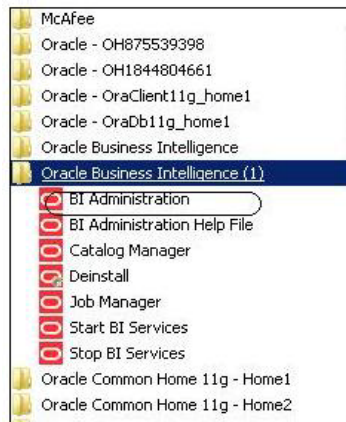 McAfee
Oracle - OH875539398
Oracle - OH1844804661
Oracle - OraClient11g_home1
Oracle - OraDb11g_home1
Oracle Business Intelligence
Oracle Business Intelligence (1)
BI Administration
BI Administration Help File
Catalog Manager
Deinstall
Job Manager
Start BI Services
Stop BI Services
Oracle Common Home 11g - Home1
Oracle Common Home 11g - Home2